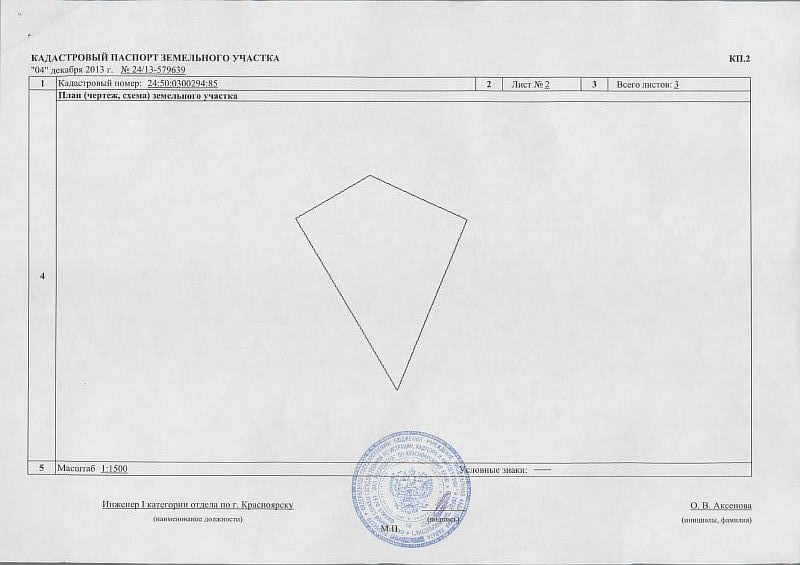 КАДАСТРОВЫЙ ПАСПОРТ ЗЕМЕЛЬНОГО УЧАСТКА КП.2
"04" декабря 2013 г. № 24/13-579639
1 Кадастровый номер: 24:50:0300294:85 2 Лист № 2 3 Всего листов: 3
План (чертеж, схема) земельного участка
4
5 Масштаб 1:1500 Условные знаки:
Инженер I категории отдела по г. Красноярску О. В. Аксенова
(наименование должности) М.П. (подпись) (инициалы, фамилия)